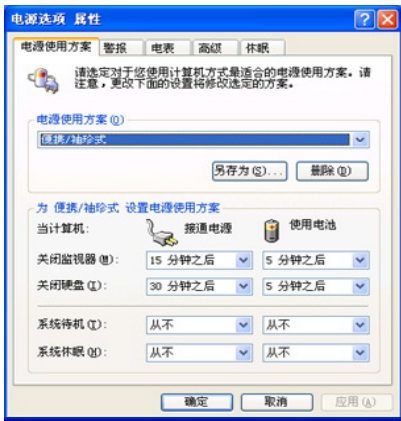 电源选项 属性
电源使用方案 警报 电表 高级 休眠
请选定对于您使用计算机方式最适合的电源使用方案。请
注意，更改下面的设置将修改选定的方案。
电源使用方案(O)
便携/袖珍式
另存为(S)... 删除(D)
为 便携/袖珍式 设置电源使用方案
当计算机: 接通电源 使用电池
关闭监视器(M): 15 分钟之后 5 分钟之后
关闭硬盘(I): 30 分钟之后 5 分钟之后
系统待机(T): 从不 从不
系统休眠(H): 从不 从不
确定 取消 应用(A)